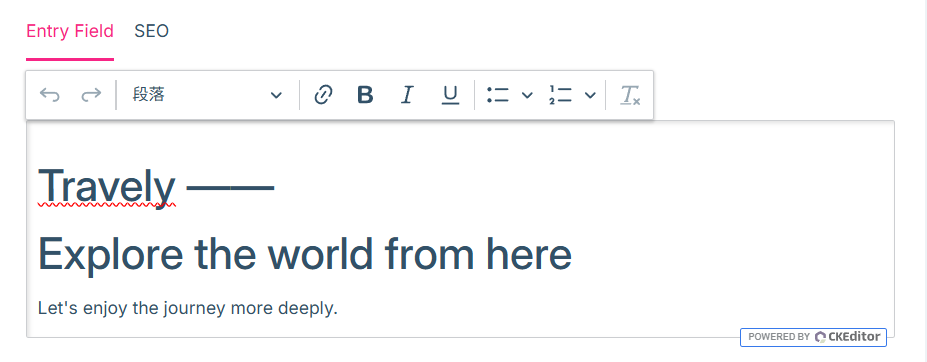 Entry Field SEO
段落
Travely ——
Explore the world from here
Let's enjoy the journey more deeply.
POWERED BY CKEditor